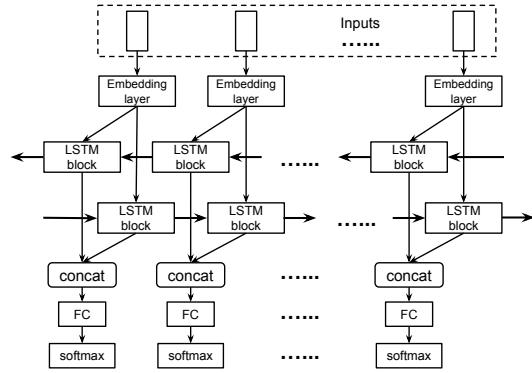 Inputs
......
Embedding layer
Embedding layer
Embedding layer
LSTM block
LSTM block
......
LSTM block
LSTM block
LSTM block
......
LSTM block
concat
concat
......
concat
FC
FC
......
FC
softmax
softmax
......
softmax